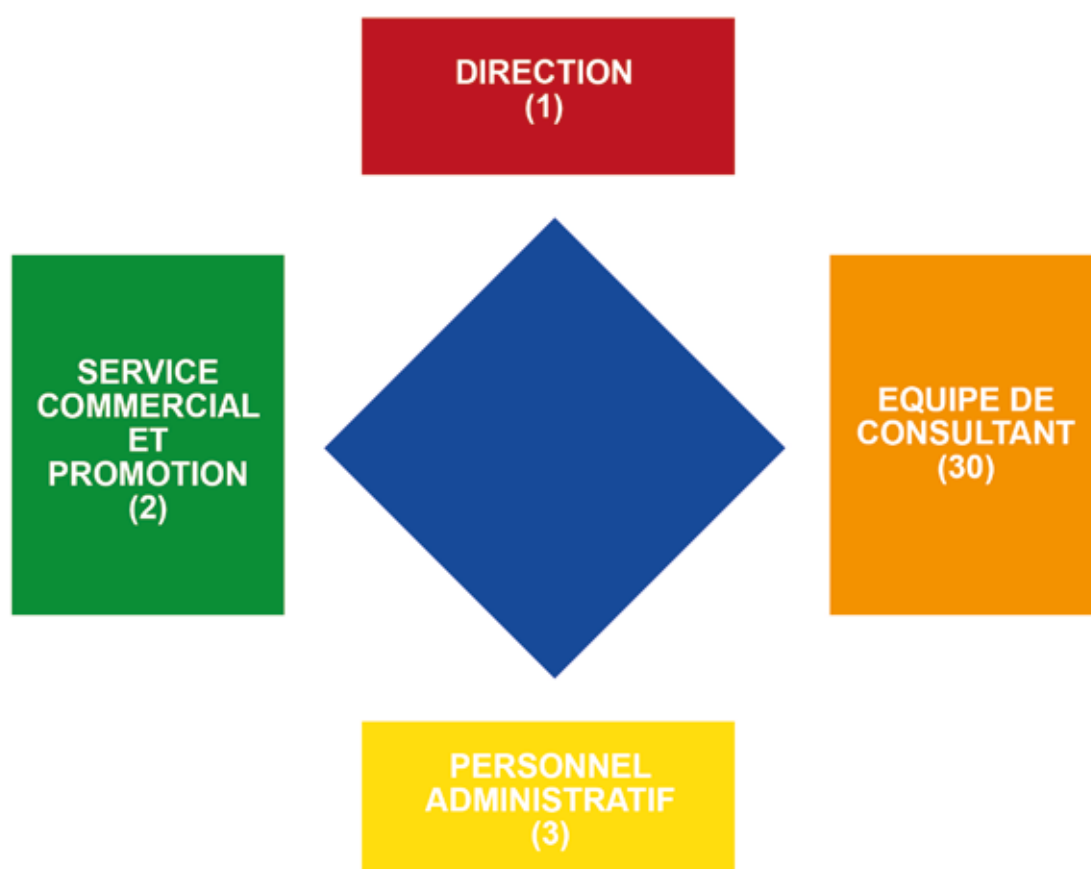 DIRECTION
(1)
SERVICE
COMMERCIAL
ET
PROMOTION
(2)
EQUIPE DE
CONSULTANT
(30)
PERSONNEL
ADMINISTRATIF
(3)